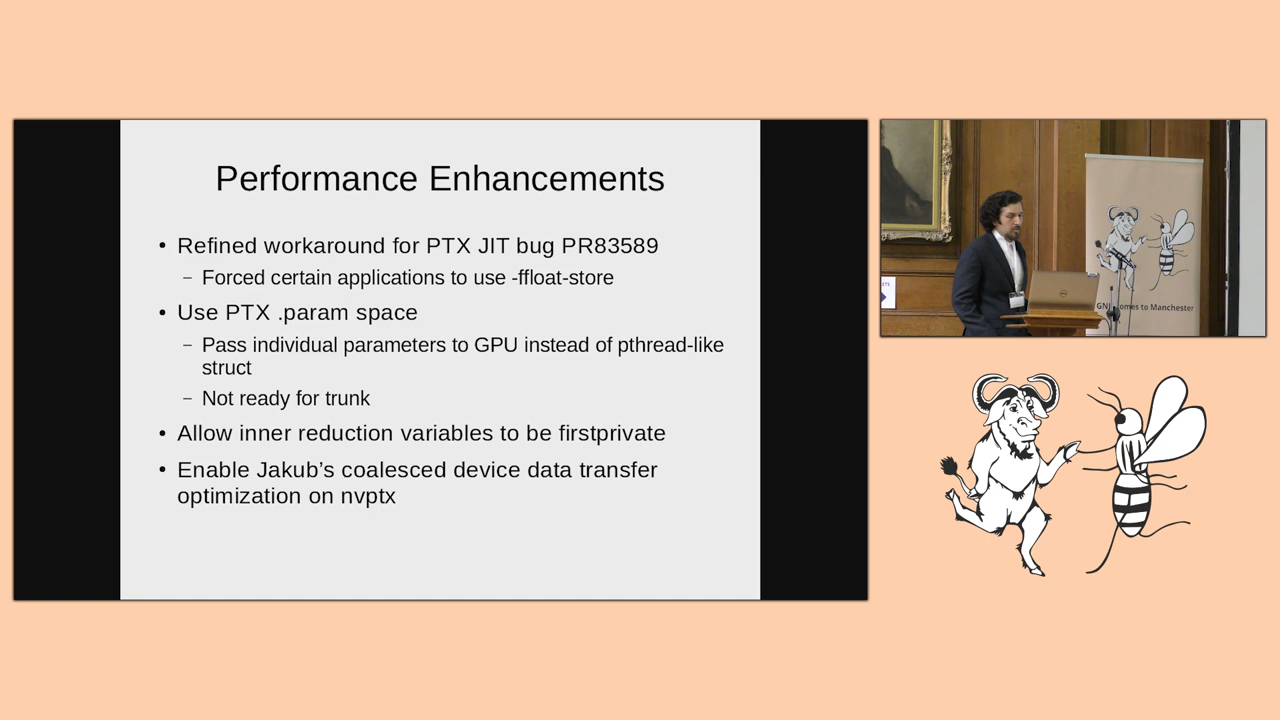 Performance Enhancements
• Refined workaround for PTX JIT bug PR83589
– Forced certain applications to use -ffloat-store
• Use PTX .param space
– Pass individual parameters to GPU instead of pthread-like
struct
– Not ready for trunk
• Allow inner reduction variables to be firstprivate
• Enable Jakub's coalesced device data transfer
optimization on nvptx
to Manchester